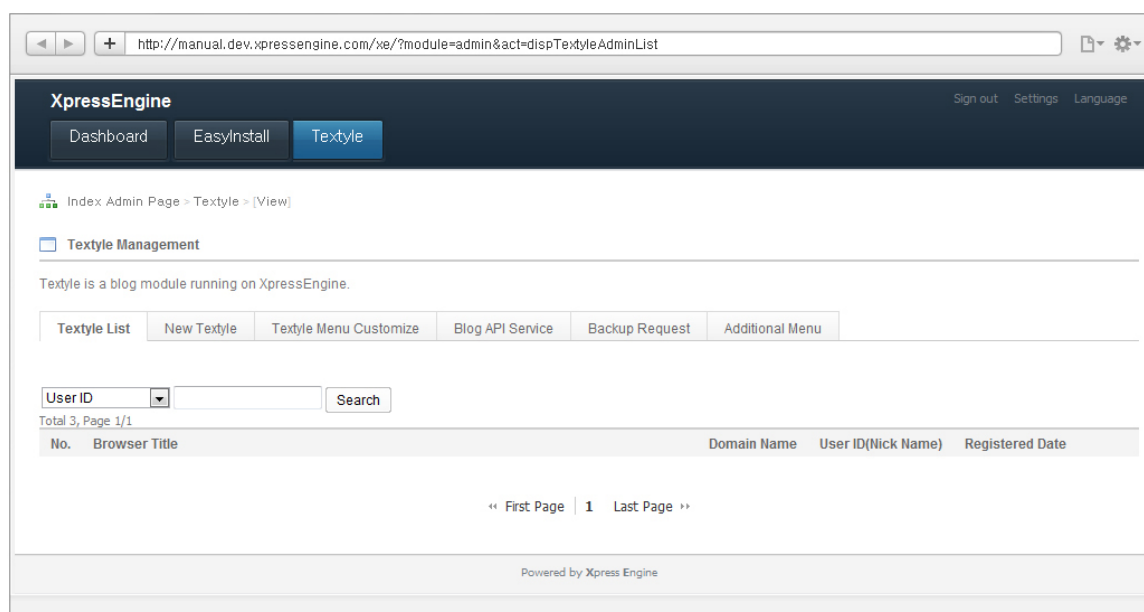 http://manual.dev.xpressengine.com/xe/?module=admin&act=dispTextyleAdminList
XpressEngine
Sign out Settings Language
Dashboard EasyInstall Textyle
Index Admin Page > Textyle > [View]
Textyle Management
Textyle is a blog module running on XpressEngine.
Textyle List New Textyle Textyle Menu Customize Blog API Service Backup Request Additional Menu
User ID Search
Total 3, Page 1/1
No. Browser Title Domain Name User ID(Nick Name) Registered Date
‹‹ First Page 1 Last Page ››
Powered by Xpress Engine